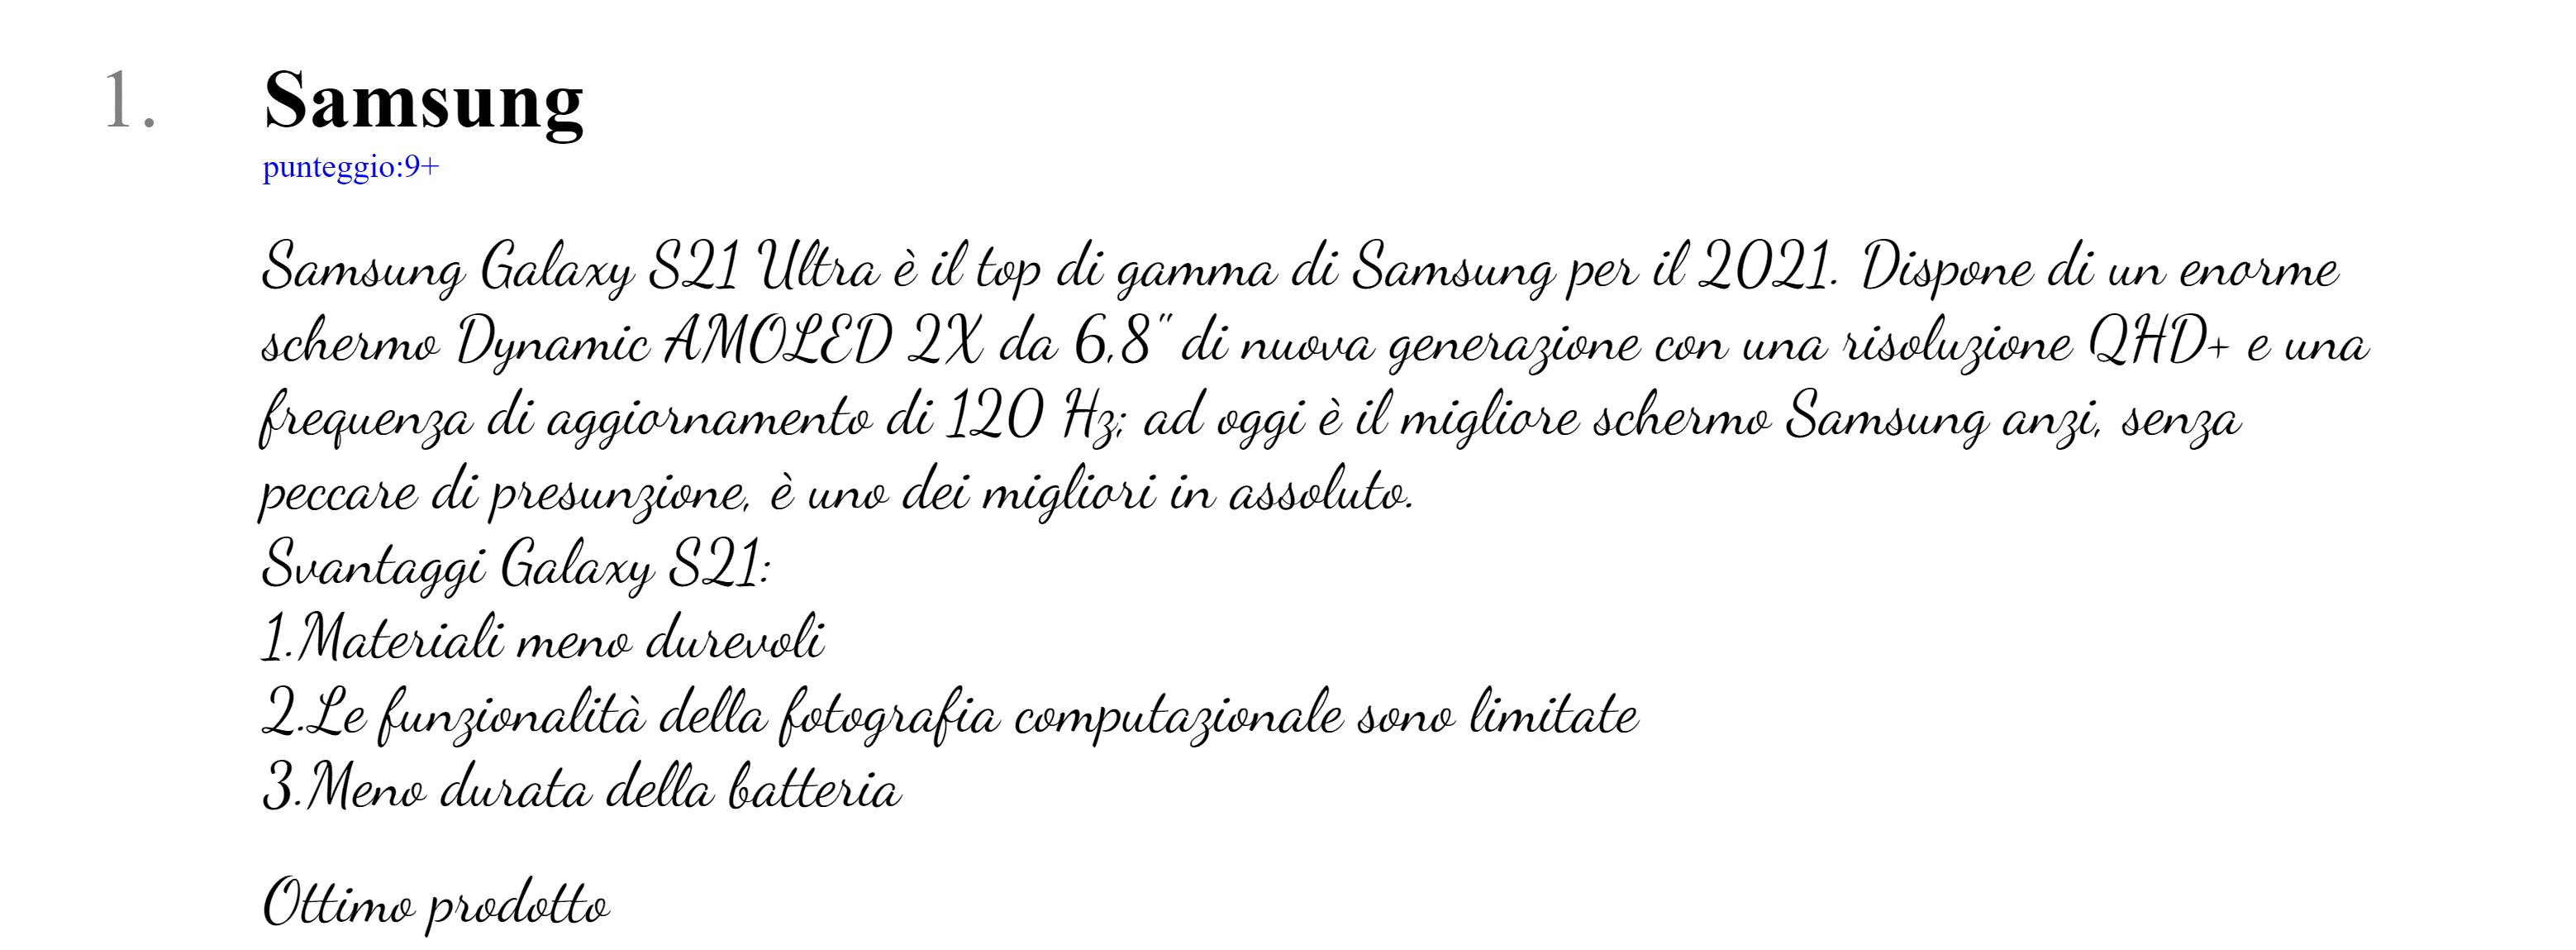 1. Samsung
punteggio:9+
Samsung Galaxy S21 Ultra è il top di gamma di Samsung per il 2021. Dispone di un enorme
schermo Dynamic AMOLED 2X da 6,8" di nuova generazione con una risoluzione QHD+ e una
frequenza di aggiornamento di 120 Hz; ad oggi è il migliore schermo Samsung anzi, senza
peccare di presunzione, è uno dei migliori in assoluto.
Svantaggi Galaxy S21:
1.Materiali meno durevoli
2.Le funzionalità della fotografia computazionale sono limitate
3.Meno durata della batteria
Ottimo prodotto